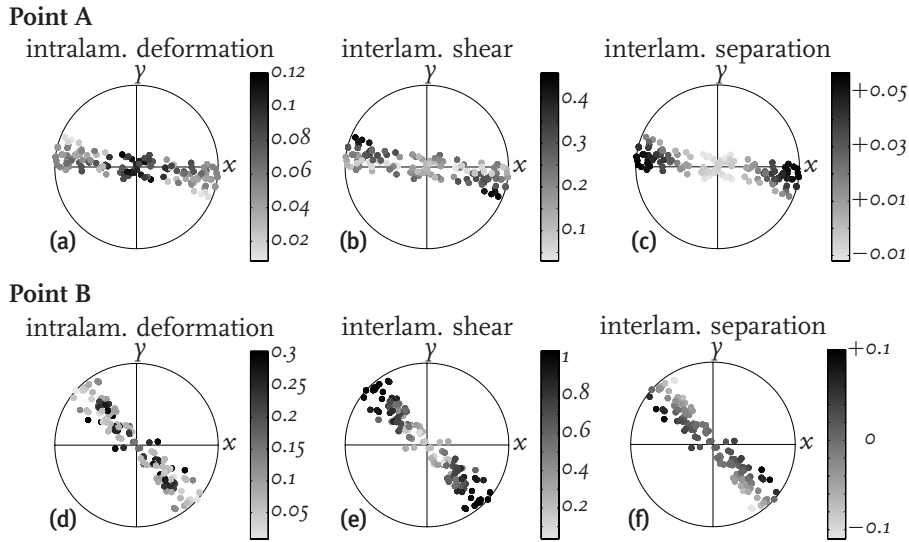 Point A
intralam. deformation
interlam. shear
interlam. separation
y
y
y
x
x
x
0.12
0.1
0.08
0.06
0.04
0.02
0.4
0.3
0.2
0.1
+0.05
+0.03
+0.01
−0.01
(a)
(b)
(c)
Point B
intralam. deformation
interlam. shear
interlam. separation
y
y
y
x
x
x
0.3
0.25
0.2
0.15
0.1
0.05
1
0.8
0.6
0.4
0.2
+0.1
0
−0.1
(d)
(e)
(f)